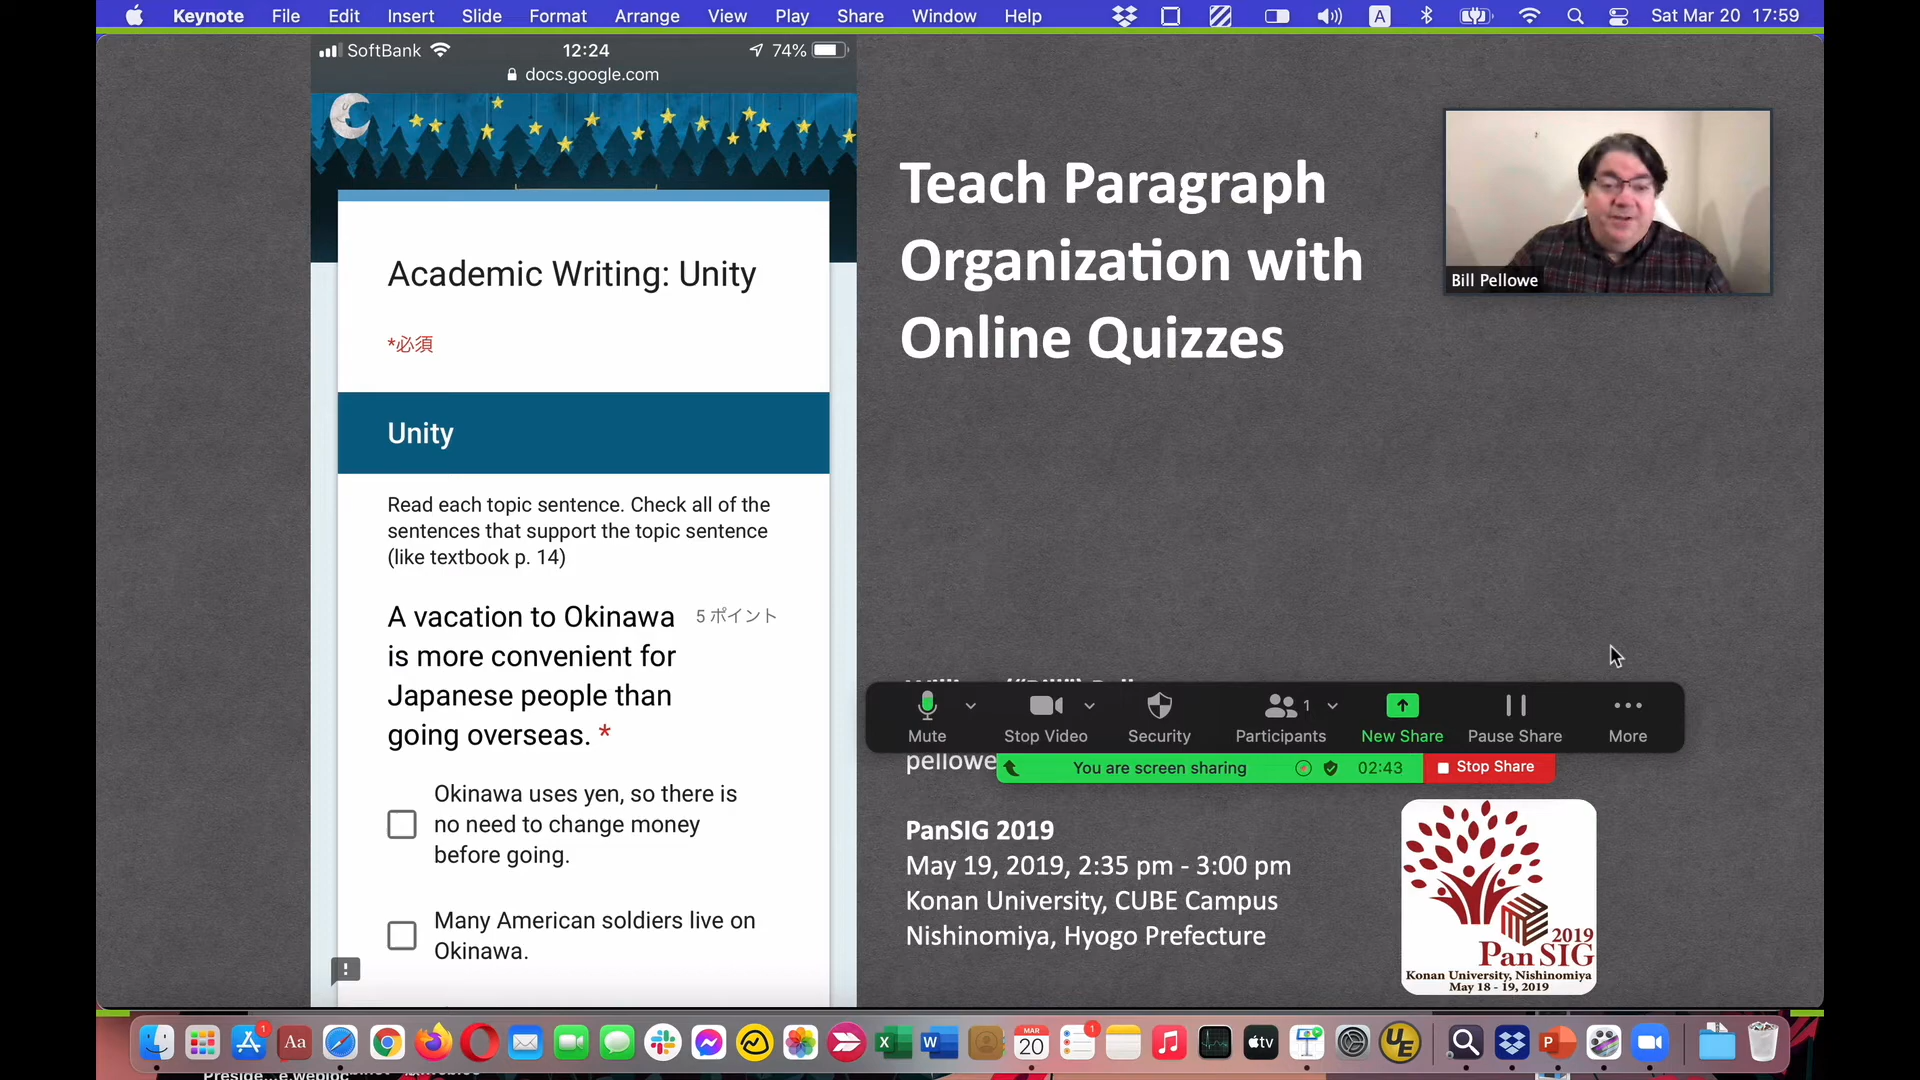 Keynote File Edit Insert Slide Format Arrange View Play Share Window Help
A
Sat Mar 20 17:59
SoftBank 12:24 74%
docs.google.com
Academic Writing: Unity
*必須
Unity
Read each topic sentence. Check all of the
sentences that support the topic sentence
(like textbook p. 14)
A vacation to Okinawa 5 ポイント
is more convenient for
Japanese people than
going overseas. *
Okinawa uses yen, so there is
no need to change money
before going.
Many American soldiers live on
Okinawa.
Teach Paragraph
Organization with
Online Quizzes
Bill Pellowe
Mute Stop Video Security Participants 1 New Share Pause Share More
pellowe
You are screen sharing 02:43 Stop Share
PanSIG 2019
May 19, 2019, 2:35 pm - 3:00 pm
Konan University, CUBE Campus
Nishinomiya, Hyogo Prefecture
2019
PanSIG
Konan University, Nishinomiya
May 18 - 19, 2019
1
Aa
X
W
MAR
20
1
tv
UE
P